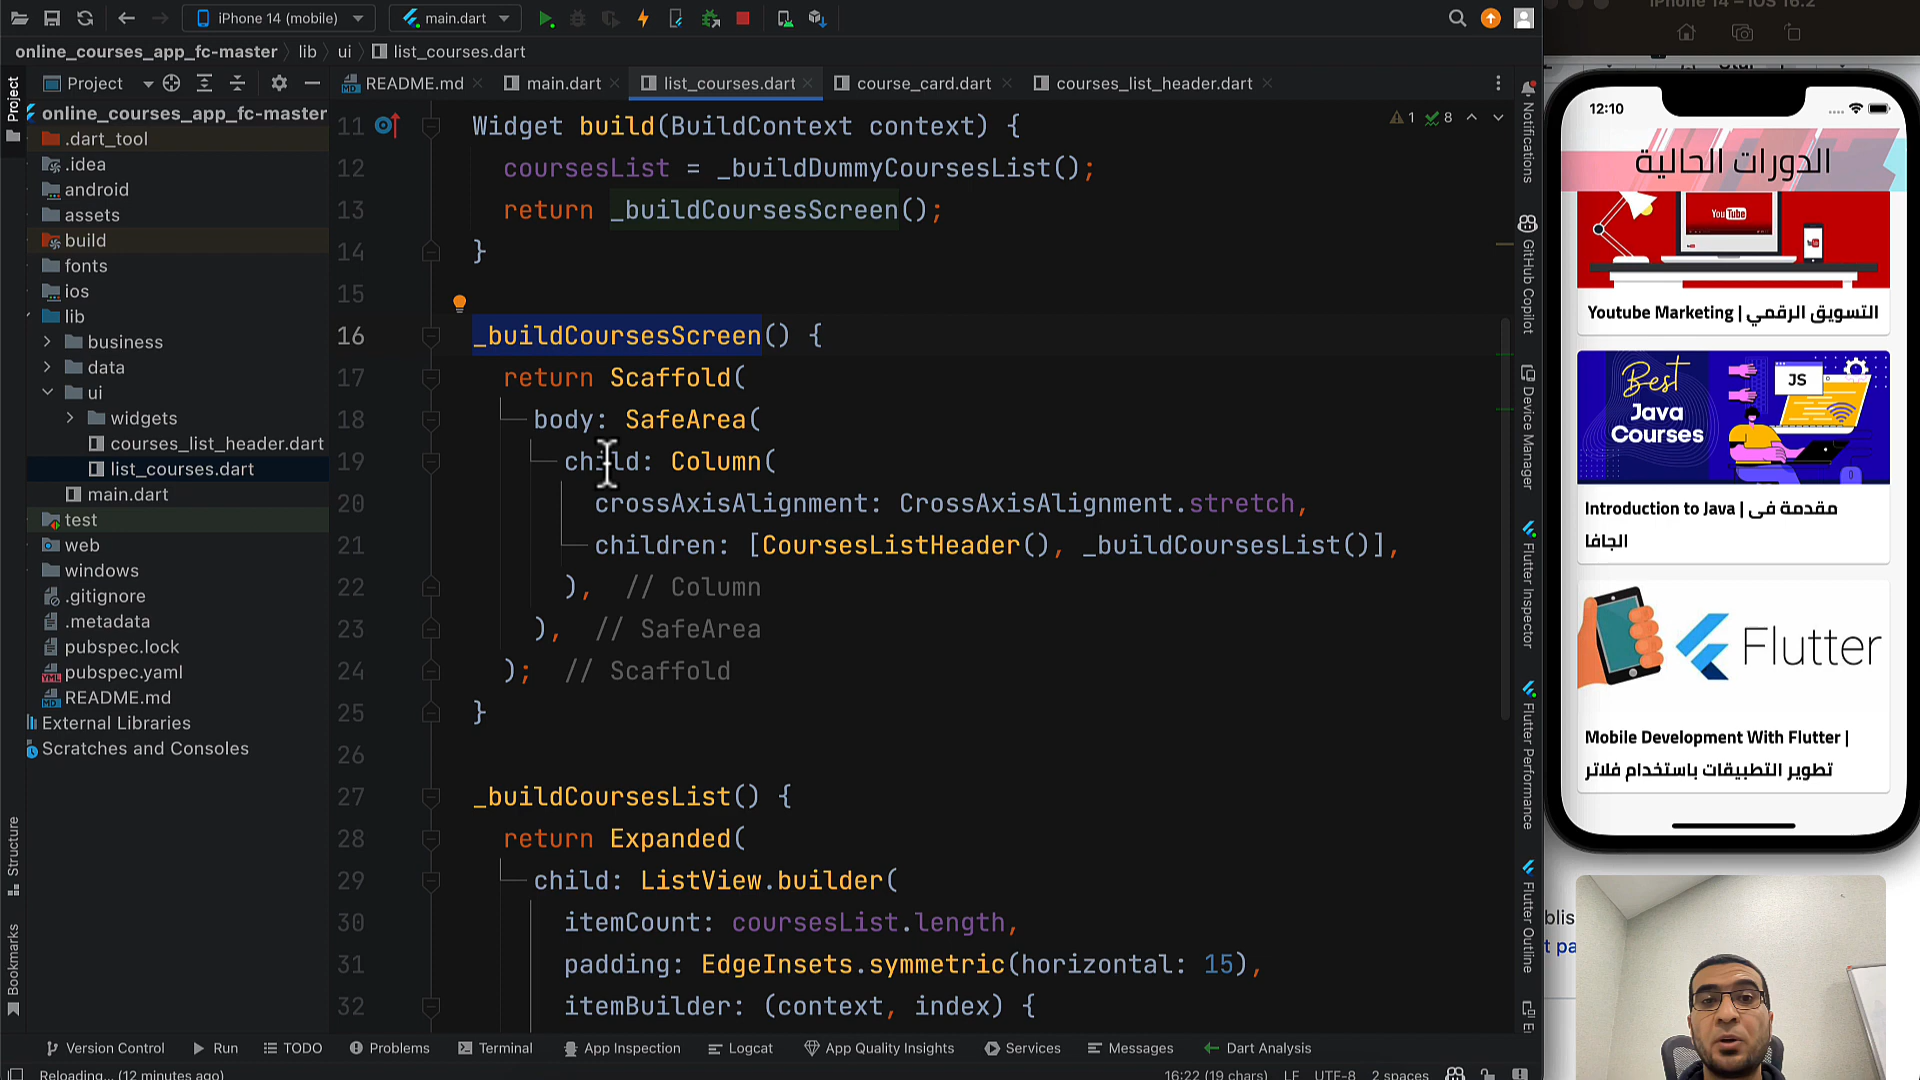 iPhone 14 (mobile)
main.dart
online_courses_app_fc-master
lib
ui
list_courses.dart
Project
README.md
main.dart
list_courses.dart
course_card.dart
courses_list_header.dart
Project
online_courses_app_fc-master
.dart_tool
.idea
android
assets
build
fonts
ios
lib
business
data
ui
widgets
courses_list_header.dart
list_courses.dart
main.dart
test
web
windows
.gitignore
.metadata
pubspec.lock
pubspec.yaml
README.md
External Libraries
Scratches and Consoles
Structure
Bookmarks
1 8
11 Widget build(BuildContext context) {
12 coursesList = _buildDummyCoursesList();
13 return _buildCoursesScreen();
14 }
15
16 _buildCoursesScreen() {
17 return Scaffold(
18 body: SafeArea(
19 child: Column(
20 crossAxisAlignment: CrossAxisAlignment.stretch,
21 children: [CoursesListHeader(), _buildCoursesList()],
22 ), // Column
23 ), // SafeArea
24 ); // Scaffold
25 }
26
27 _buildCoursesList() {
28 return Expanded(
29 child: ListView.builder(
30 itemCount: coursesList.length,
31 padding: EdgeInsets.symmetric(horizontal: 15),
32 itemBuilder: (context, index) {
Notifications
GitHub Copilot
Device Manager
Flutter Inspector
Flutter Performance
Flutter Outline
Version Control
Run
TODO
Problems
Terminal
App Inspection
Logcat
App Quality Insights
Services
Messages
Dart Analysis
Reloading... (12 minutes ago)
16:22 (19 chars) LF UTF-8 2 spaces
iPhone 14 – iOS 16.2
12:10
الدورات الحالية
YouTube
Youtube Marketing | التسويق الرقمي
Best
Java
Courses
JS
Introduction to Java | مقدمة فى
الجافا
Flutter
Mobile Development With Flutter |
تطوير التطبيقات باستخدام فلاتر